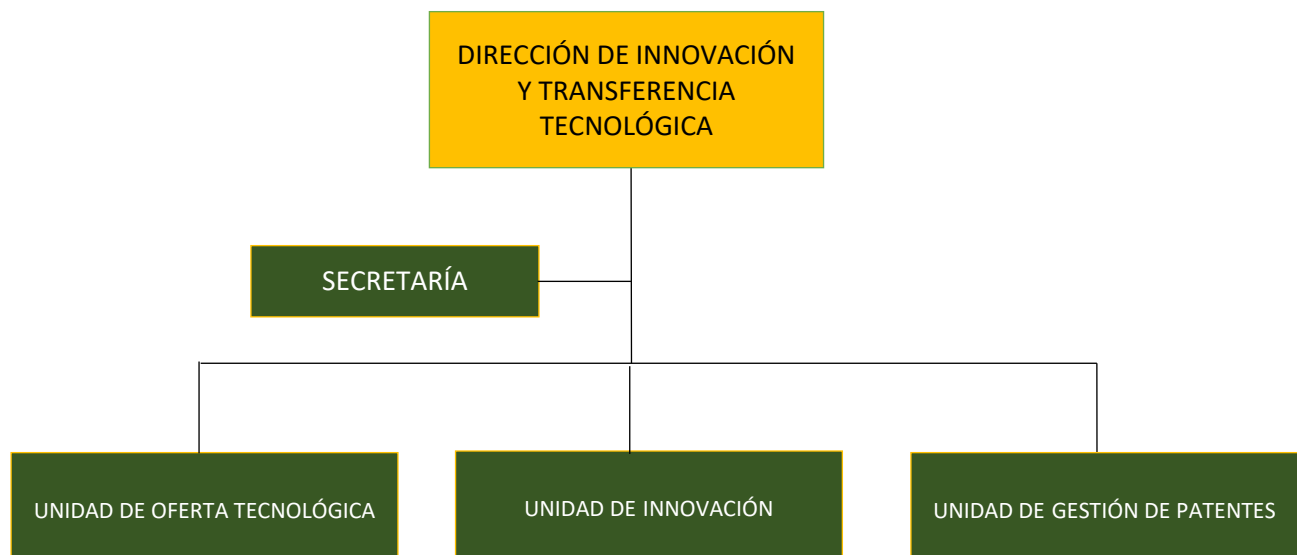 DIRECCIÓN DE INNOVACIÓN
Y TRANSFERENCIA
TECNOLÓGICA
SECRETARÍA
UNIDAD DE OFERTA TECNOLÓGICA
UNIDAD DE INNOVACIÓN
UNIDAD DE GESTIÓN DE PATENTES